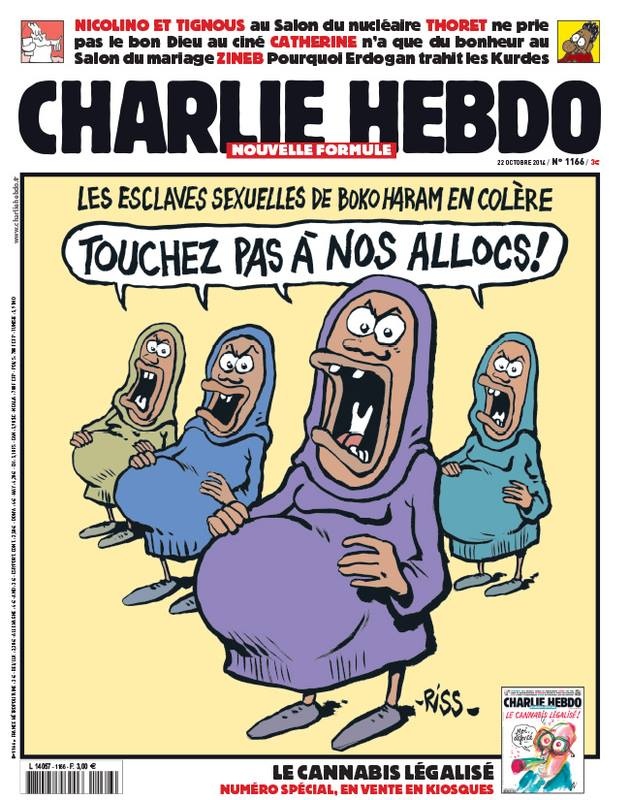 NICOLINO ET TIGNOUS au Salon du nucléaire THORET ne prie
pas le bon Dieu au ciné CATHERINE n'a que du bonheur au
Salon du mariage ZINEB Pourquoi Erdogan trahit les Kurdes
CHARLIE HEBDO
NOUVELLE FORMULE
22 OCTOBRE 2014 / N° 1166 / 3€
www.charliehebdo.fr
LES ESCLAVES SEXUELLES DE BOKO HARAM EN COLÈRE
TOUCHEZ PAS À NOS ALLOCS!
RISS
CHARLIE HEBDO
LE CANNABIS LÉGALISÉ!
L 14057 - 1166 - F: 3,00 €
LE CANNABIS LÉGALISÉ
NUMÉRO SPÉCIAL, EN VENTE EN KIOSQUES